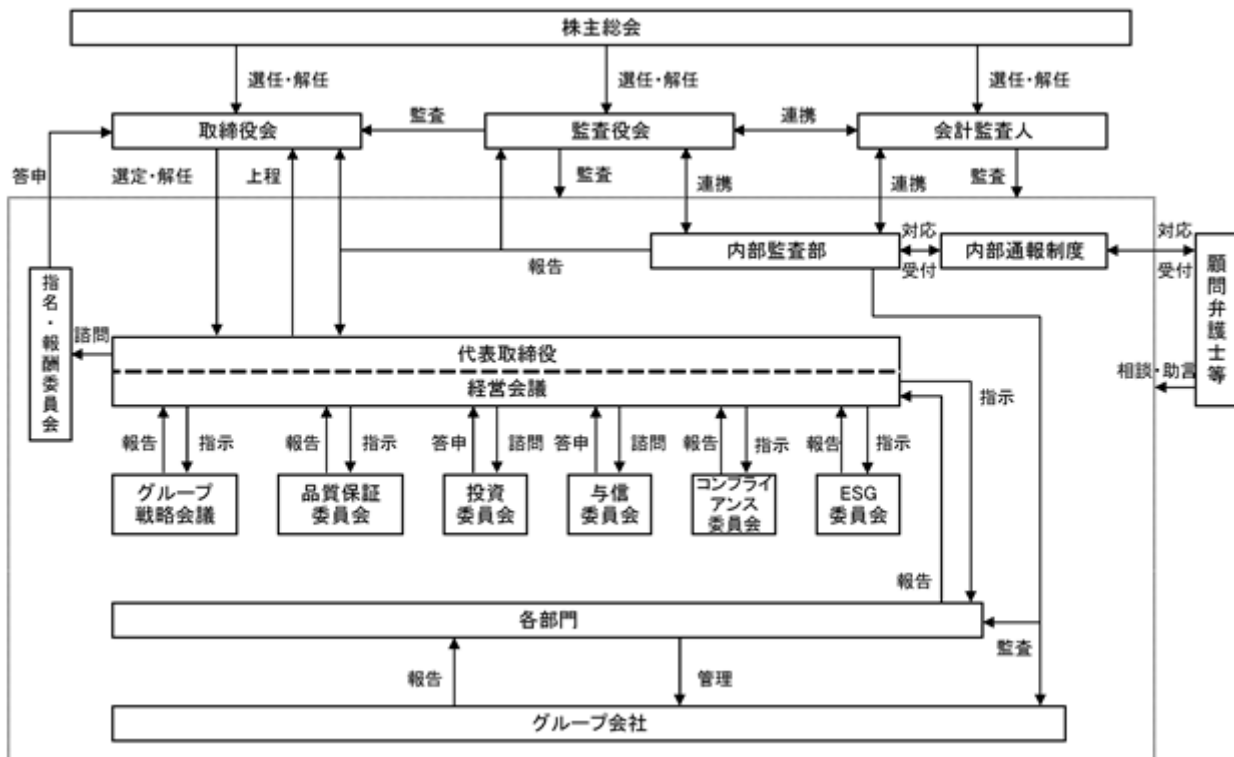 株主総会
選任・解任
選任・解任
選任・解任
取締役会
監査
監査役会
連携
会計監査人
答申
選定・解任
上程
監査
連携
連携
監査
報告
内部監査部
対応
受付
内部通報制度
対応
受付
顧問弁護士等
指名・報酬委員会
諮問
代表取締役
経営会議
相談・助言
指示
報告
指示
報告
指示
答申
諮問
答申
諮問
報告
指示
報告
指示
グループ
戦略会議
品質保証
委員会
投資
委員会
与信
委員会
コンプライ
アンス
委員会
ESG
委員会
報告
各部門
監査
報告
管理
グループ会社